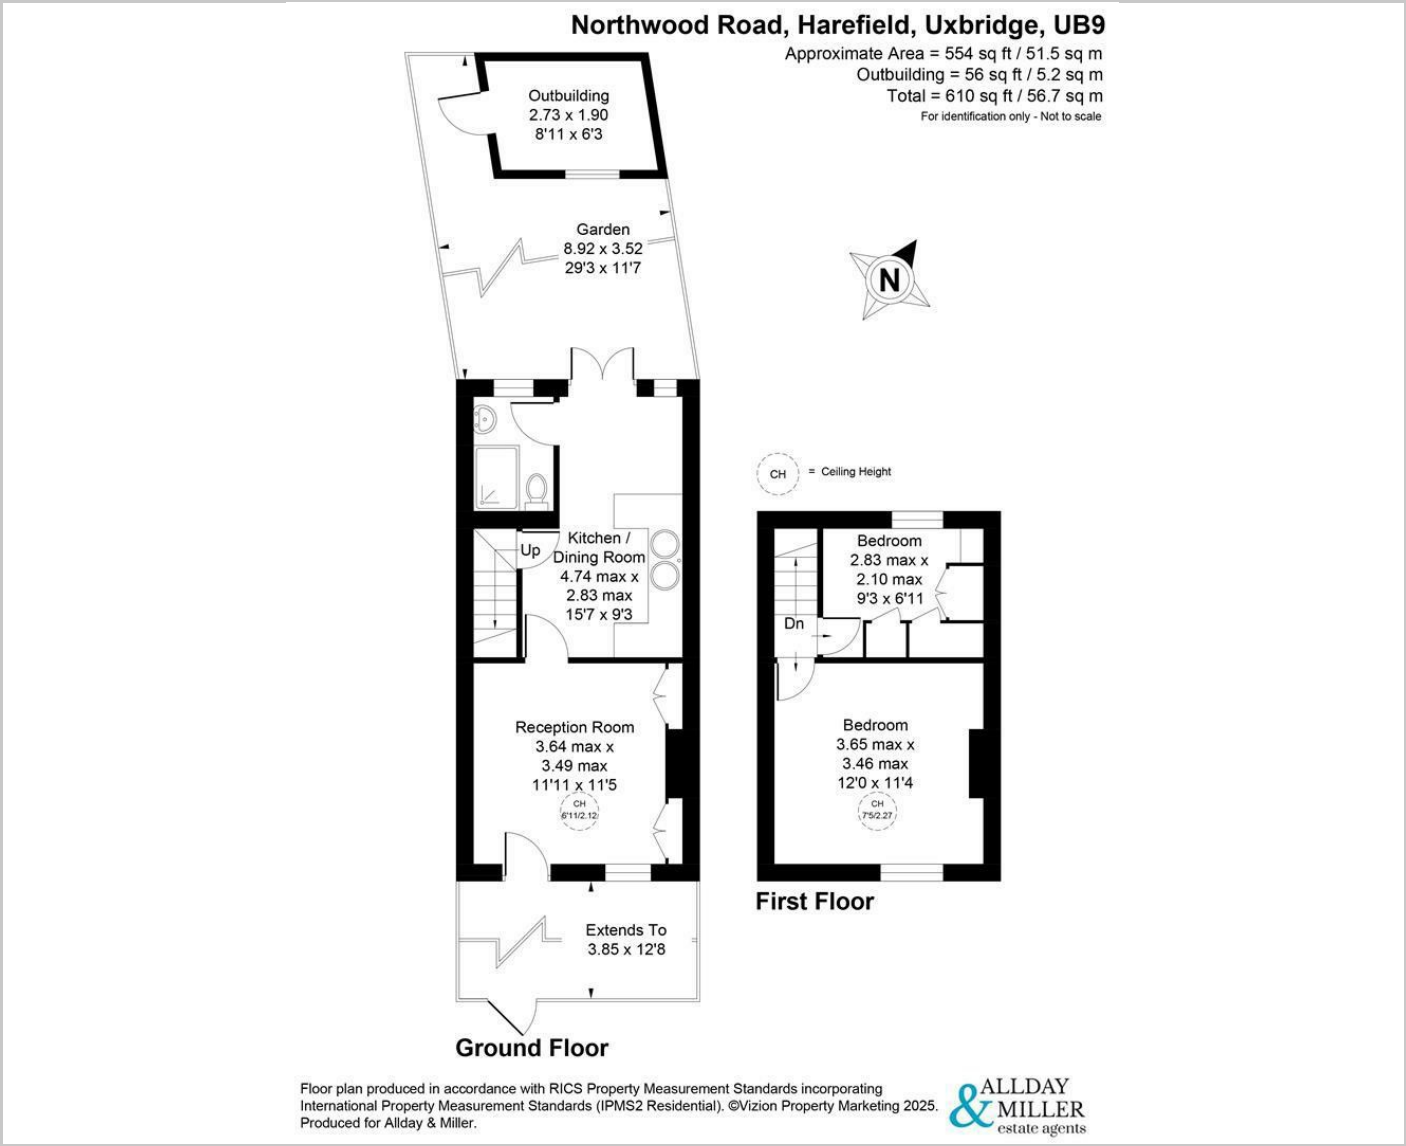 Northwood Road, Harefield, Uxbridge, UB9
Approximate Area = 554 sq ft / 51.5 sq m
Outbuilding = 56 sq ft / 5.2 sq m
Total = 610 sq ft / 56.7 sq m
For identification only - Not to scale
Outbuilding
2.73 x 1.90
8'11 x 6'3
Garden
8.92 x 3.52
29'3 x 11'7
N
CH = Ceiling Height
Up
Kitchen /
Dining Room
4.74 max x
2.83 max
15'7 x 9'3
Reception Room
3.64 max x
3.49 max
11'11 x 11'5
CH
6'11/2.12
Extends To
3.85 x 12'8
Ground Floor
Bedroom
2.83 max x
2.10 max
9'3 x 6'11
Dn
Bedroom
3.65 max x
3.46 max
12'0 x 11'4
CH
7'5/2.27
First Floor
Floor plan produced in accordance with RICS Property Measurement Standards incorporating
International Property Measurement Standards (IPMS2 Residential). ©Vizion Property Marketing 2025.
Produced for Allday & Miller.
ALLDAY
& MILLER
estate agents